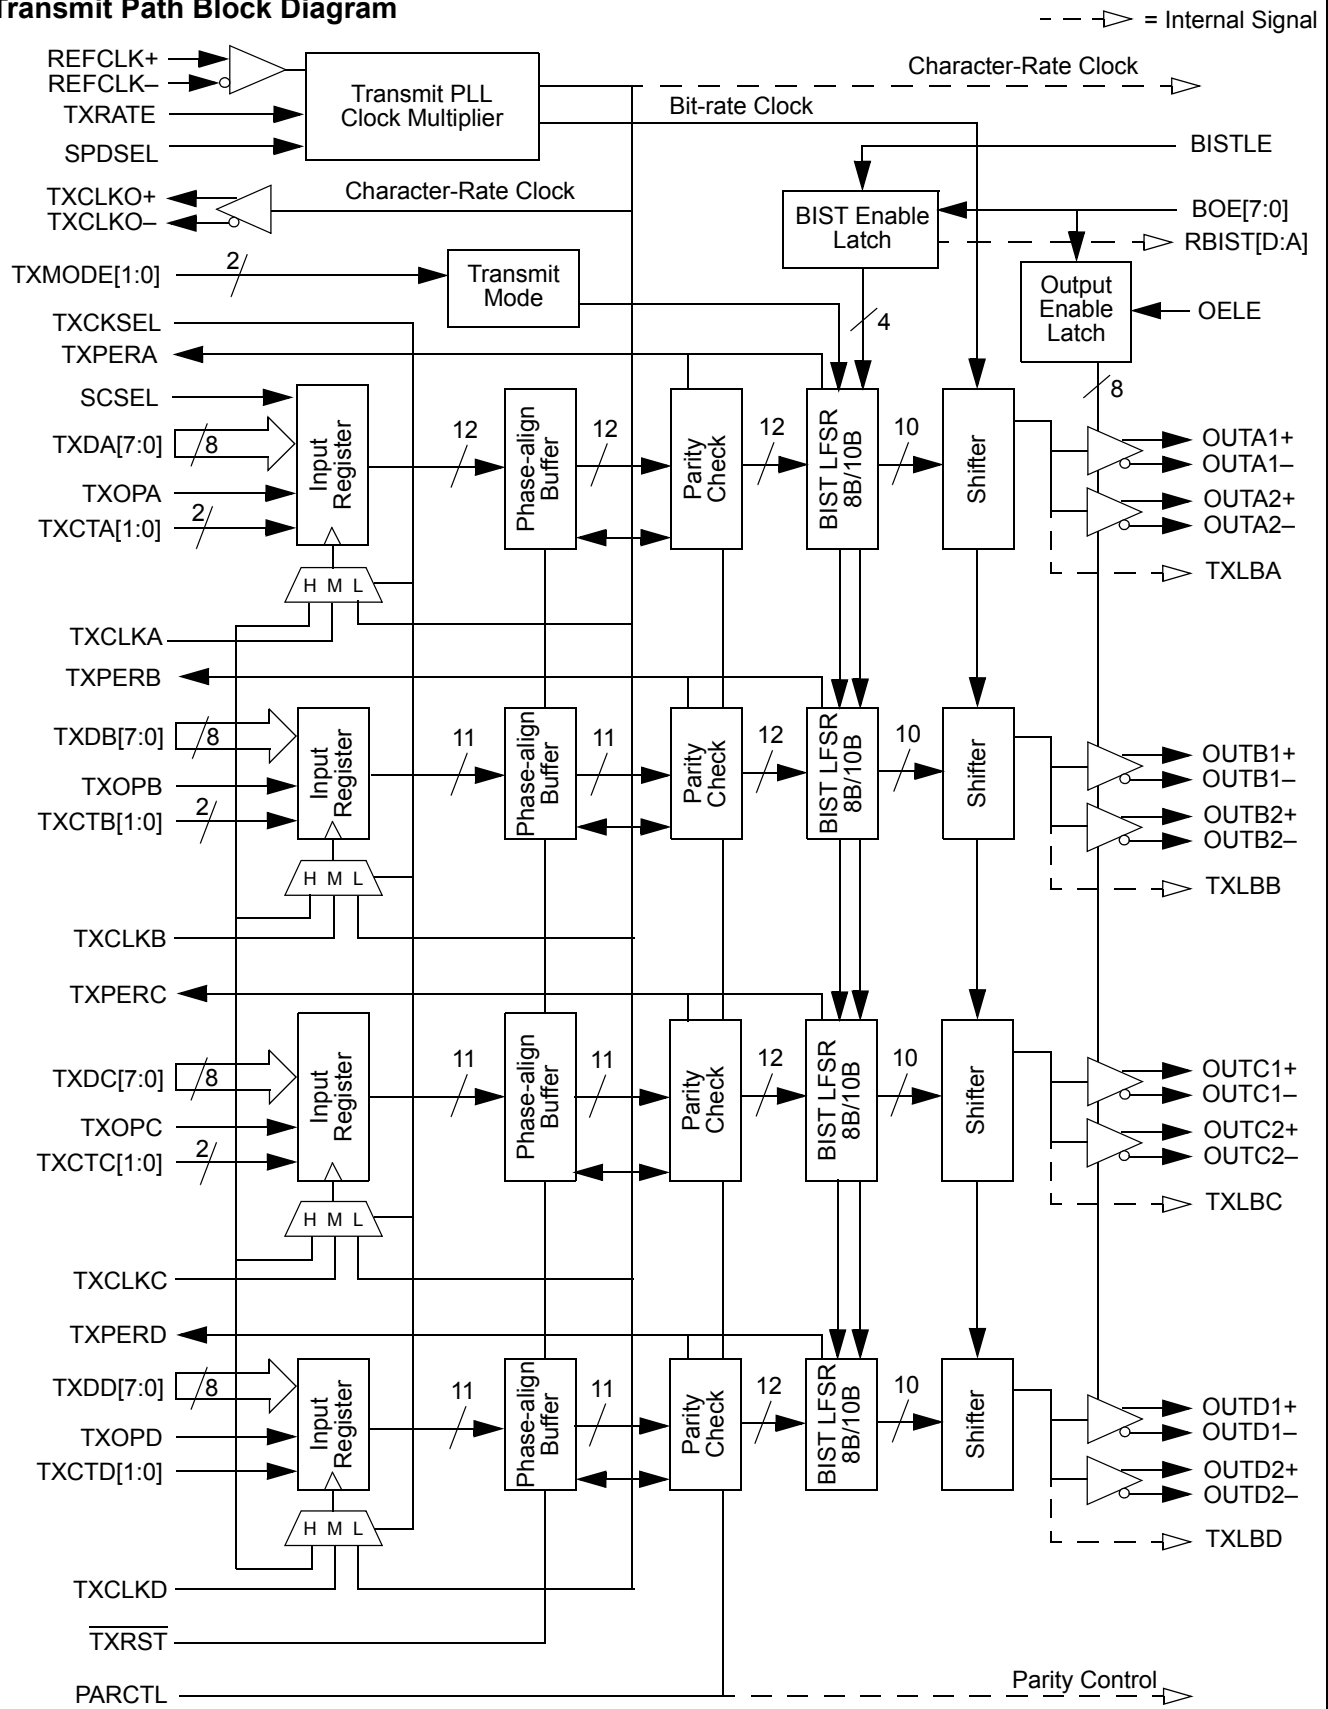 Transmit Path Block Diagram
= Internal Signal
REFCLK+
REFCLK–
TXRATE
SPDSEL
Transmit PLL
Clock Multiplier
Character-Rate Clock
Bit-rate Clock
BISTLE
TXCLKO+
TXCLKO–
Character-Rate Clock
BIST Enable
Latch
BOE[7:0]
RBIST[D:A]
TXMODE[1:0]
2
Transmit
Mode
Output
Enable
Latch
OELE
4
8
TXCKSEL
TXPERA
SCSEL
TXDA[7:0]
8
TXOPA
TXCTA[1:0]
2
Input
Register
12
Phase-align
Buffer
12
Parity
Check
12
BIST LFSR
8B/10B
10
Shifter
OUTA1+
OUTA1–
OUTA2+
OUTA2–
TXLBA
H M L
TXCLKA
TXPERB
TXDB[7:0]
8
TXOPB
TXCTB[1:0]
2
Input
Register
11
Phase-align
Buffer
11
Parity
Check
12
BIST LFSR
8B/10B
10
Shifter
OUTB1+
OUTB1–
OUTB2+
OUTB2–
TXLBB
H M L
TXCLKB
TXPERC
TXDC[7:0]
8
TXOPC
TXCTC[1:0]
2
Input
Register
11
Phase-align
Buffer
11
Parity
Check
12
BIST LFSR
8B/10B
10
Shifter
OUTC1+
OUTC1–
OUTC2+
OUTC2–
TXLBC
H M L
TXCLKC
TXPERD
TXDD[7:0]
8
TXOPD
TXCTD[1:0]
Input
Register
11
Phase-align
Buffer
11
Parity
Check
12
BIST LFSR
8B/10B
10
Shifter
OUTD1+
OUTD1–
OUTD2+
OUTD2–
TXLBD
H M L
TXCLKD
TXRST
PARCTL
Parity Control